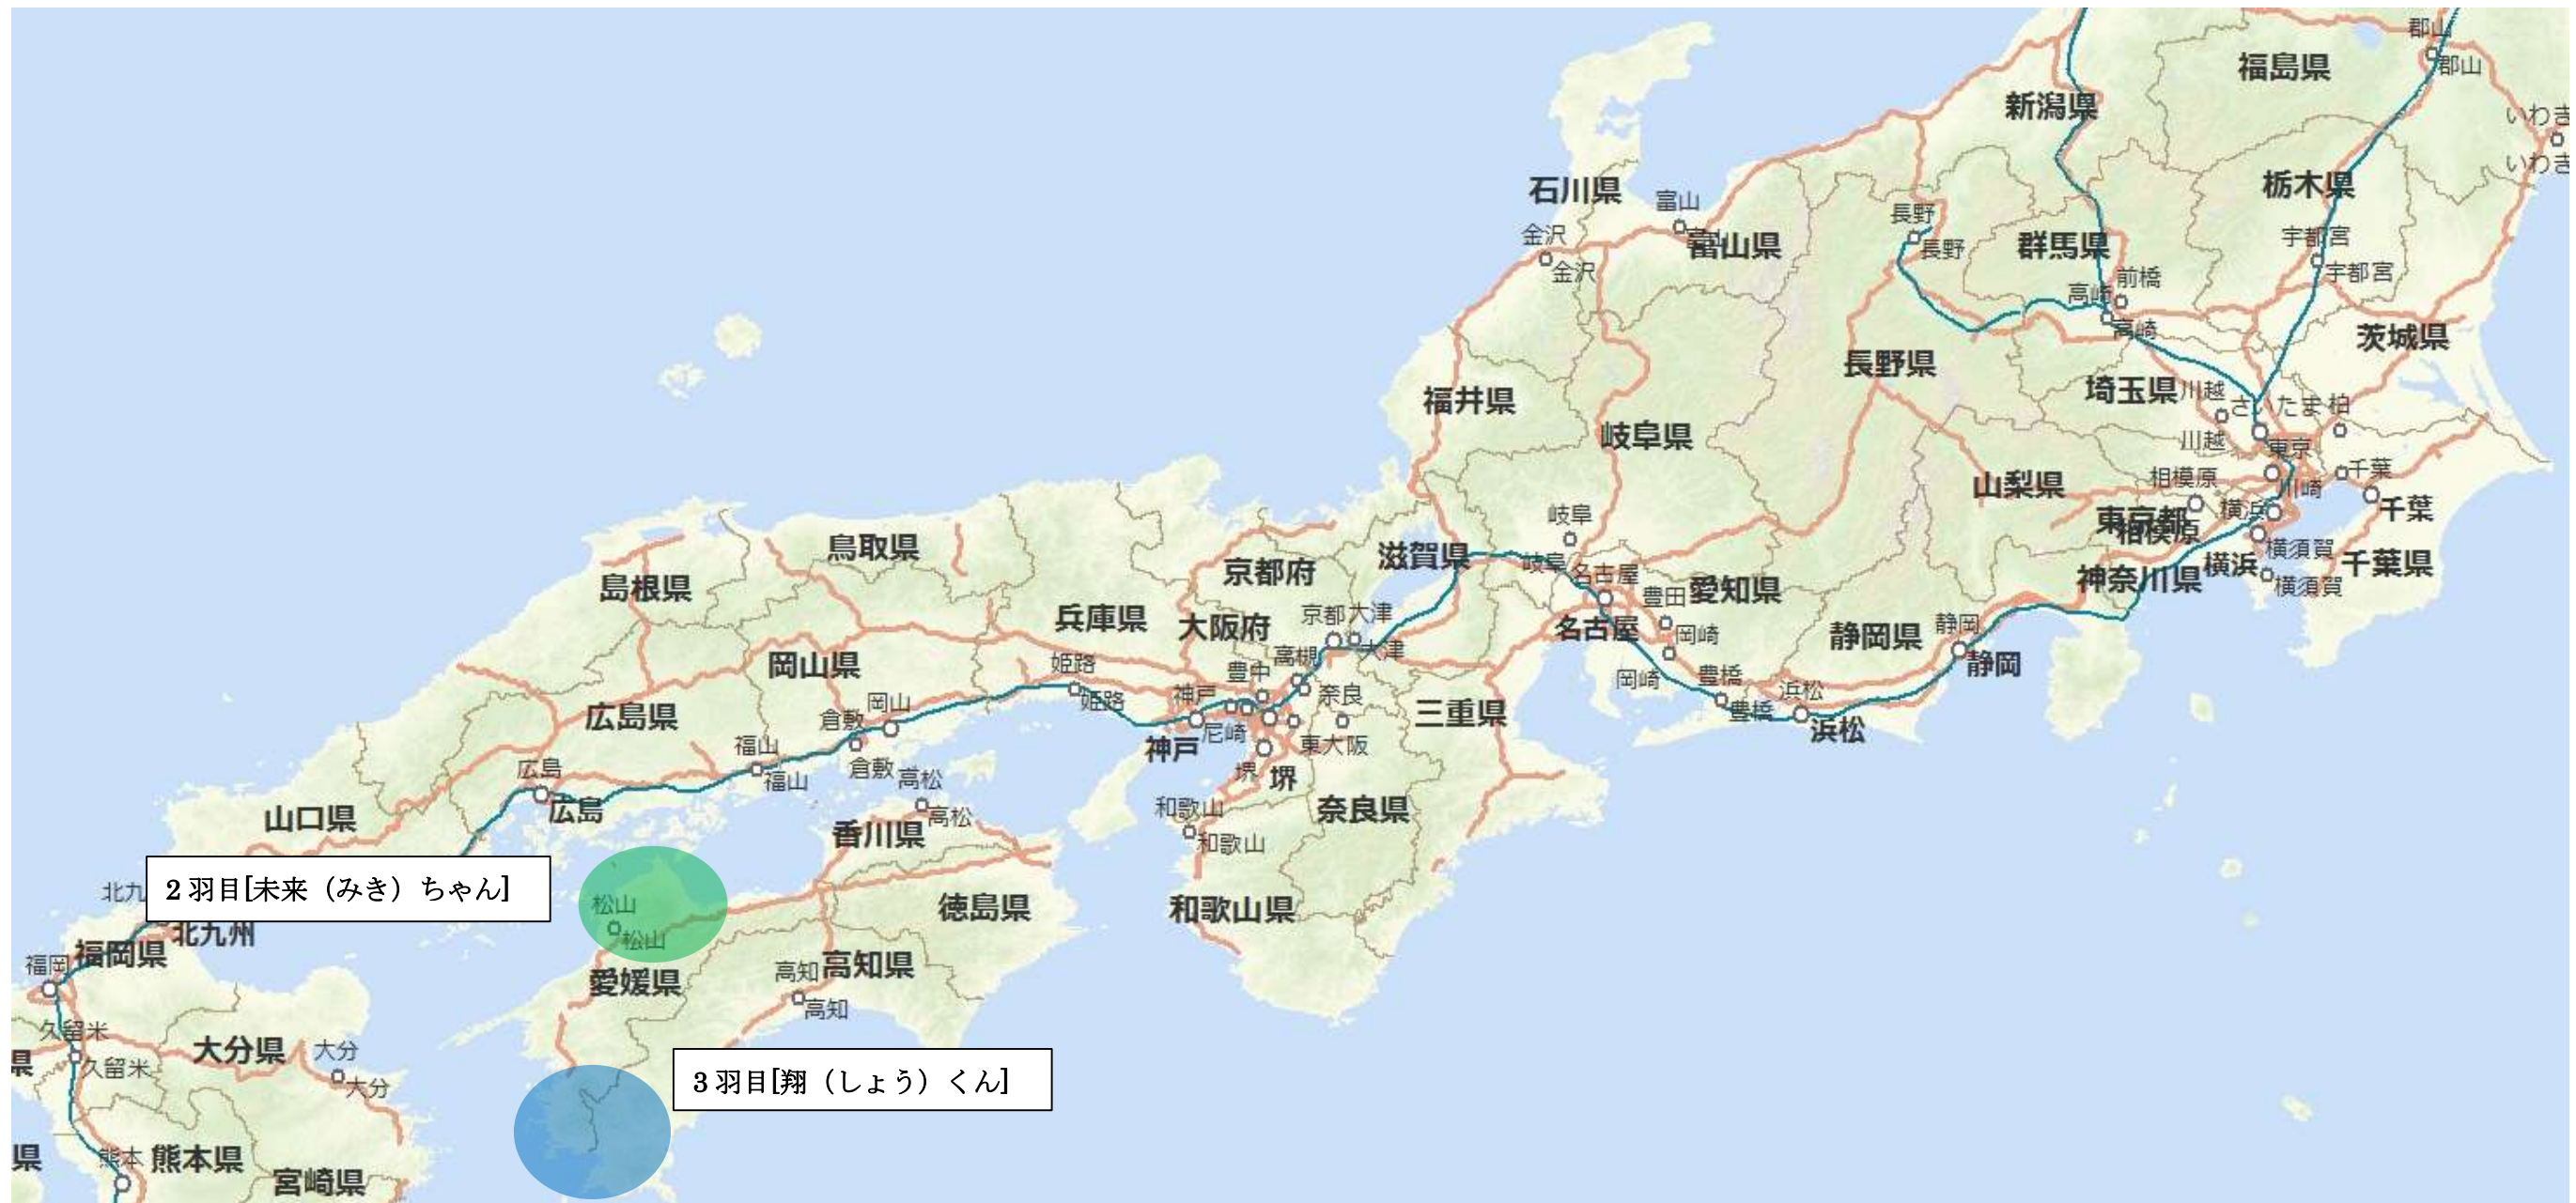 郡山
郡山
福島県
新潟県
いわき
いわき
栃木県
石川県
富山
富山県
金沢
金沢
長野
長野
群馬県
宇都宮
宇都宮
前橋
高崎
高崎
茨城県
長野県
福井県
岐阜県
埼玉県
川越
さいたま
柏
川越
東京
山梨県
相模原
川崎
千葉
千葉
東京都
相模原
横浜
横須賀
横浜
横須賀
千葉県
神奈川県
岐阜
岐阜
滋賀県
名古屋
名古屋
豊田
愛知県
岡崎
岡崎
静岡県
静岡
静岡
豊橋
豊橋
浜松
浜松
鳥取県
島根県
京都府
兵庫県
大阪府
京都
大津
大津
高槻
豊中
岡山県
姫路
姫路
神戸
神戸
尼崎
奈良
東大阪
三重県
堺
堺
広島県
岡山
倉敷
倉敷
福山
福山
広島
広島
高松
高松
香川県
和歌山
和歌山
奈良県
山口県
2羽目[未来（みき）ちゃん]
北九
北九州
松山
松山
徳島県
和歌山県
福岡
福岡県
愛媛県
高知
高知県
高知
久留米
久留米
大分県
大分
大分
県
3羽目[翔（しょう）くん]
県
熊本
熊本県
宮崎県